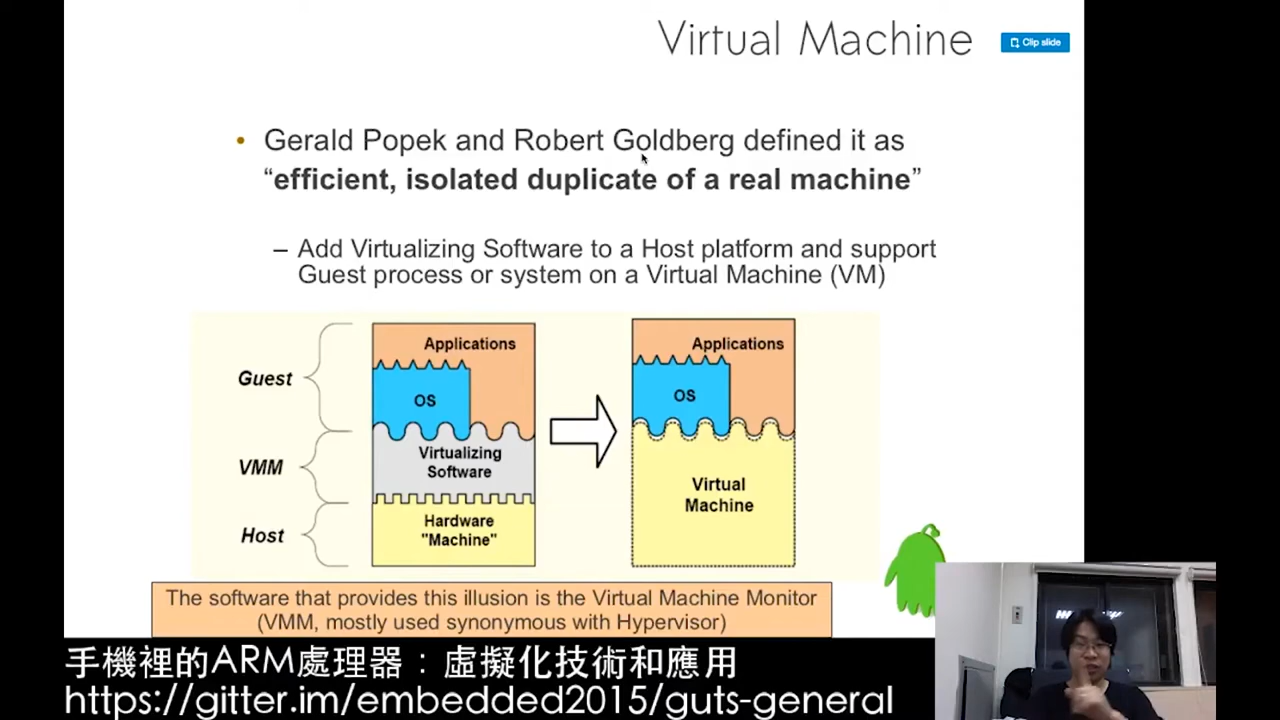 Virtual Machine
Clip slide
• Gerald Popek and Robert Goldberg defined it as
“efficient, isolated duplicate of a real machine”
– Add Virtualizing Software to a Host platform and support
Guest process or system on a Virtual Machine (VM)
Guest
VMM
Host
Applications
OS
Virtualizing
Software
Hardware
"Machine"
Applications
OS
Virtual
Machine
The software that provides this illusion is the Virtual Machine Monitor
(VMM, mostly used synonymous with Hypervisor)
手機裡的ARM處理器：虛擬化技術和應用
https://gitter.im/embedded2015/guts-general